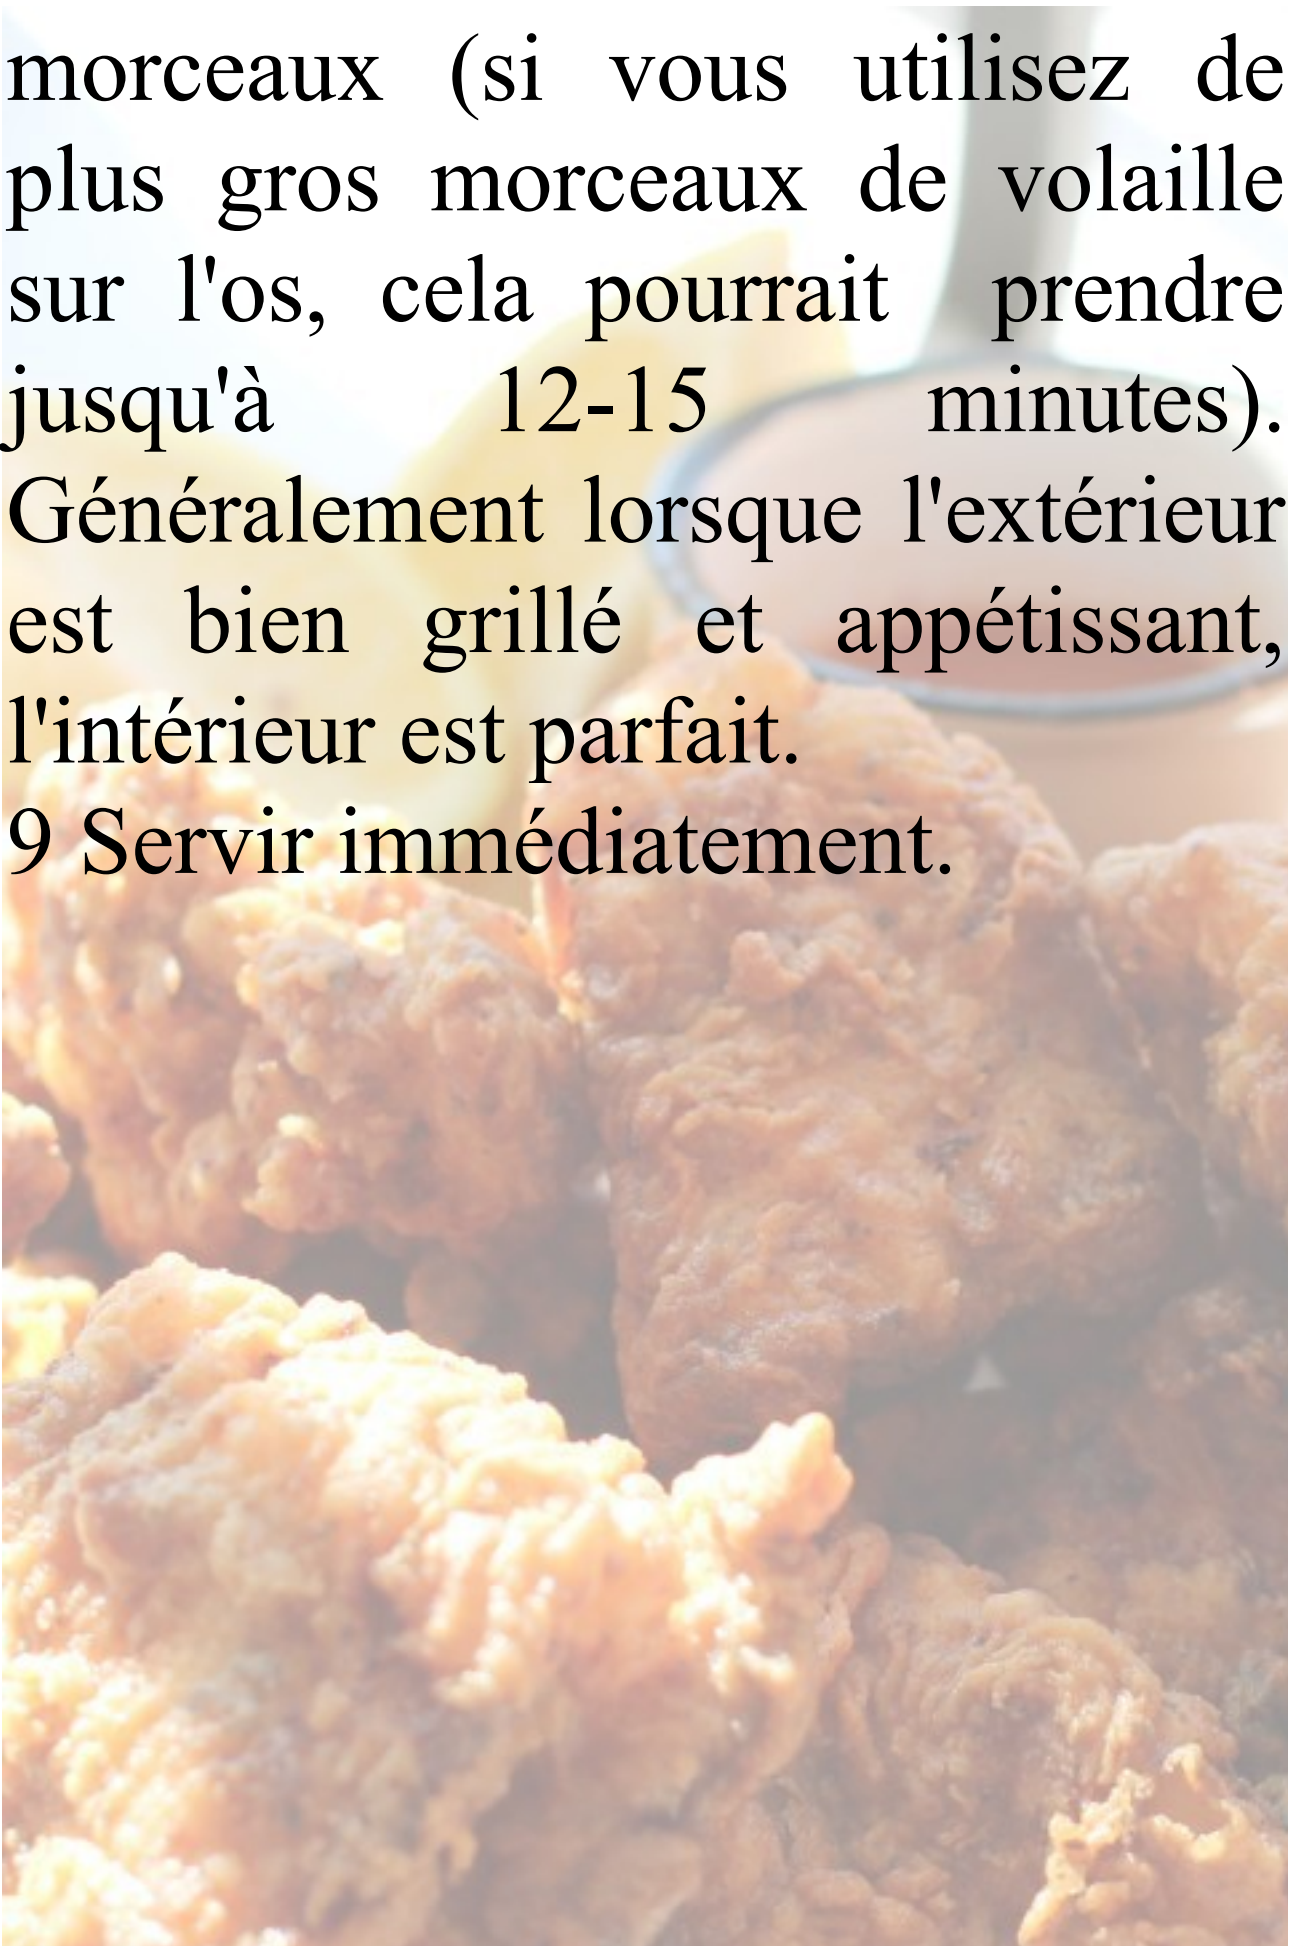 morceaux (si vous utilisez de
plus gros morceaux de volaille
sur l'os, cela pourrait prendre
jusqu'à 12-15 minutes).
Généralement lorsque l'extérieur
est bien grillé et appétissant,
l'intérieur est parfait.
9 Servir immédiatement.